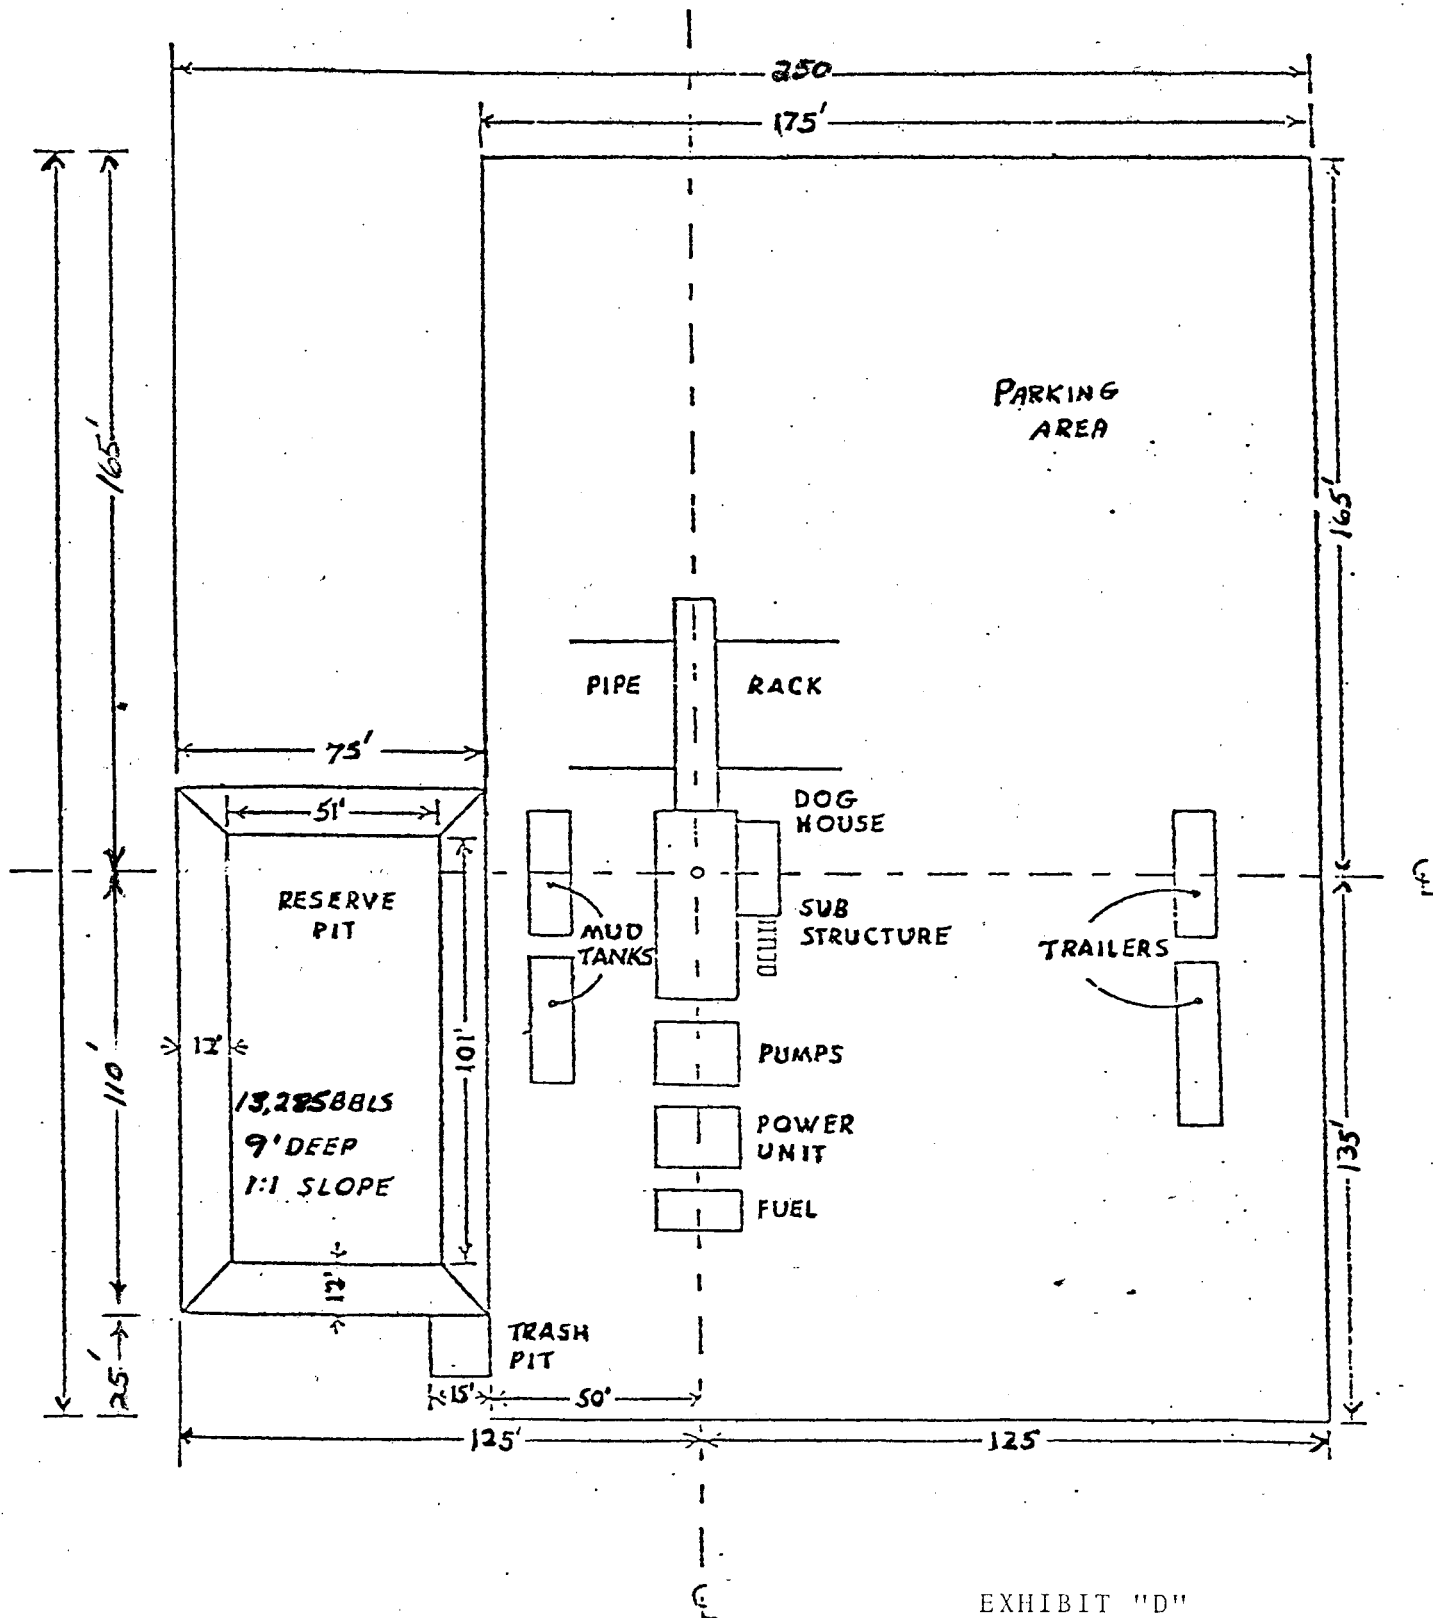 250
175'
165'
165'
PARKING
AREA
PIPE RACK
75'
51'
DOG
HOUSE
RESERVE
PIT
MUD
TANKS
SUB
STRUCTURE
TRAILERS
12'
101'
110'
PUMPS
13,285 BBLS
9' DEEP
1:1 SLOPE
POWER
UNIT
135'
FUEL
12'
TRASH
PIT
25'
15'
50'
125'
125
EXHIBIT "D"